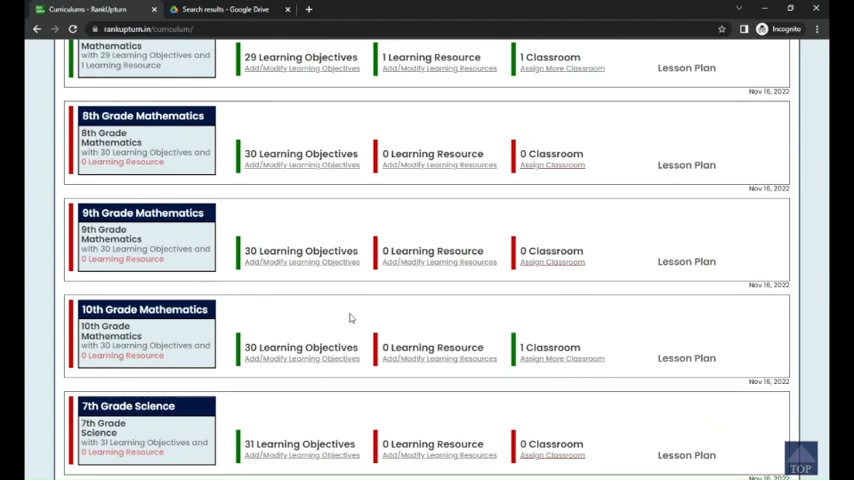 Curriculums - RankUpturn
Search results - Google Drive
rankupturn.in/curriculum/
Incognito
Mathematics
with 29 Learning Objectives and
1 Learning Resource
29 Learning Objectives
Add/Modify Learning Objectives
1 Learning Resource
Add/Modify Learning Resources
1 Classroom
Assign More Classroom
Lesson Plan
Nov 16, 2022
8th Grade Mathematics
8th Grade
Mathematics
with 30 Learning Objectives and
0 Learning Resource
30 Learning Objectives
Add/Modify Learning Objectives
0 Learning Resource
Add/Modify Learning Resources
0 Classroom
Assign Classroom
Lesson Plan
Nov 16, 2022
9th Grade Mathematics
9th Grade
Mathematics
with 30 Learning Objectives and
0 Learning Resource
30 Learning Objectives
Add/Modify Learning Objectives
0 Learning Resource
Add/Modify Learning Resources
0 Classroom
Assign Classroom
Lesson Plan
Nov 16, 2022
10th Grade Mathematics
10th Grade
Mathematics
with 30 Learning Objectives and
0 Learning Resource
30 Learning Objectives
Add/Modify Learning Objectives
0 Learning Resource
Add/Modify Learning Resources
1 Classroom
Assign More Classroom
Lesson Plan
Nov 16, 2022
7th Grade Science
7th Grade
Science
with 31 Learning Objectives and
0 Learning Resource
31 Learning Objectives
Add/Modify Learning Objectives
0 Learning Resource
Add/Modify Learning Resources
0 Classroom
Assign Classroom
Lesson Plan
Nov 16, 2022
TOP